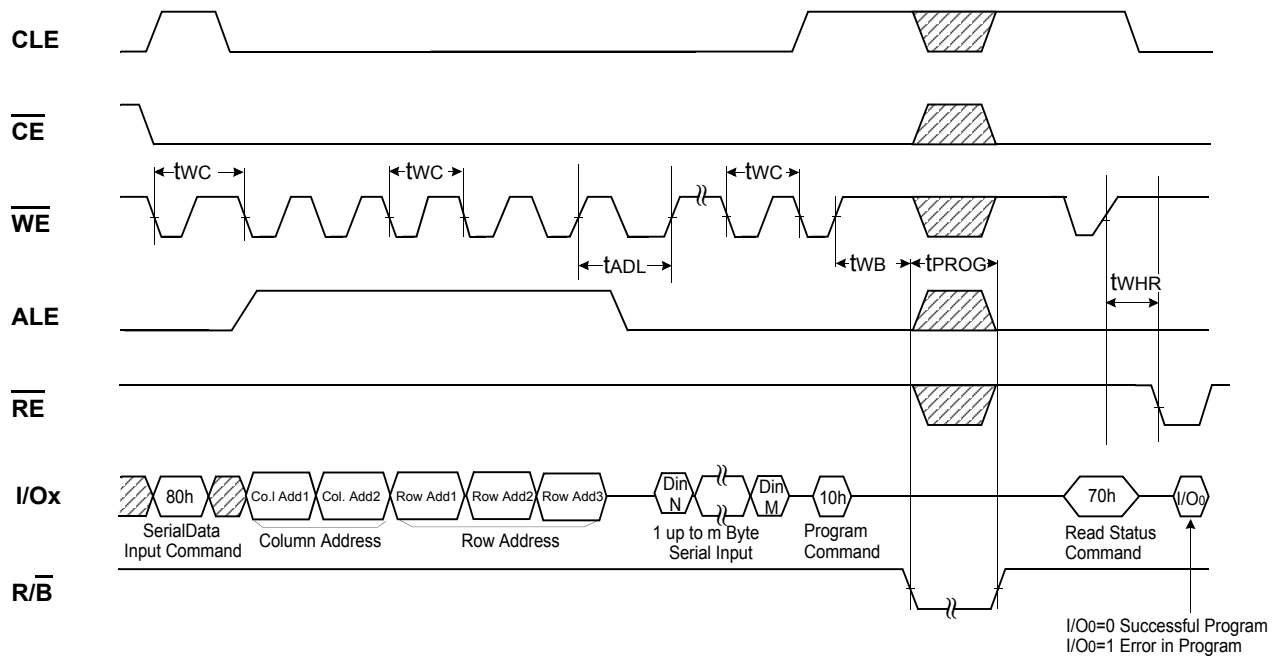 CLE
CE
tWC
tWC
tWC
WE
tADL
tWB
tPROG
tWHR
ALE
RE
I/Ox
80h
Co.l Add1
Col. Add2
Row Add1
Row Add2
Row Add3
Din
N
Din
M
10h
70h
I/O0
SerialData
Input Command
Column Address
Row Address
1 up to m Byte
Serial Input
Program
Command
Read Status
Command
R/B
I/O0=0 Successful Program
I/O0=1 Error in Program